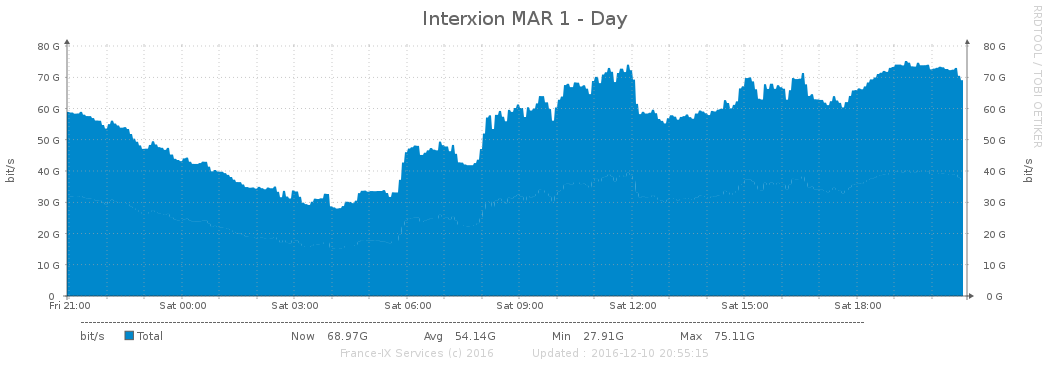 Interxion MAR 1 - Day
RRDTOOL / TOBI OETIKER
bit/s
bit/s
80 G 80 G
70 G 70 G
60 G 60 G
50 G 50 G
40 G 40 G
30 G 30 G
20 G 20 G
10 G 10 G
0 0 G
Fri 21:00 Sat 00:00 Sat 03:00 Sat 06:00 Sat 09:00 Sat 12:00 Sat 15:00 Sat 18:00
bit/s Total Now 68.97G Avg 54.14G Min 27.91G Max 75.11G
France-IX Services (c) 2016 Updated : 2016-12-10 20:55:15